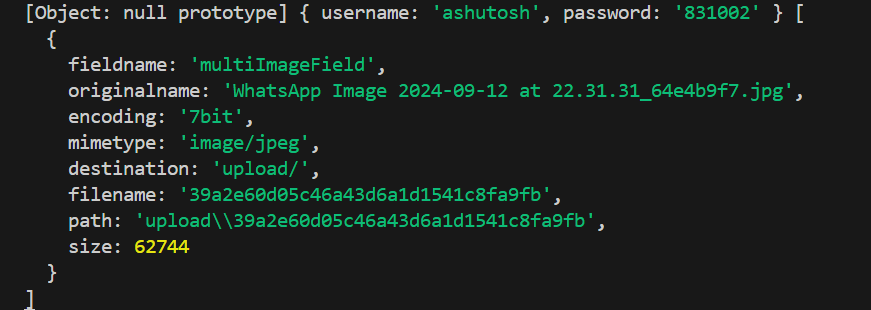 [Object: null prototype] { username: 'ashutosh', password: '831002' } [
  {
    fieldname: 'multiImageField',
    originalname: 'WhatsApp Image 2024-09-12 at 22.31.31_64e4b9f7.jpg',
    encoding: '7bit',
    mimetype: 'image/jpeg',
    destination: 'upload/',
    filename: '39a2e60d05c46a43d6a1d1541c8fa9fb',
    path: 'upload\\39a2e60d05c46a43d6a1d1541c8fa9fb',
    size: 62744
  }
]